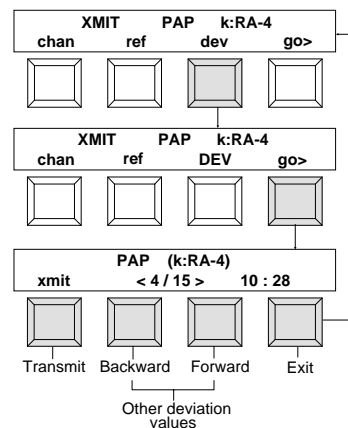 XMIT PAP k:RA-4
chan ref dev go>
XMIT PAP k:RA-4
chan ref DEV go>
PAP (k:RA-4)
xmit < 4 / 15 > 10 : 28
Transmit Backward Forward Exit
Other deviation
values